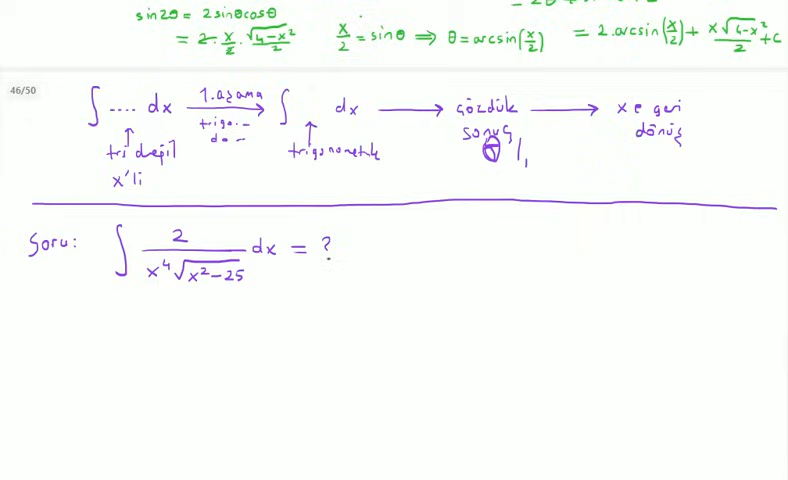 sin2θ = 2sinθcosθ
= 2·x/2·√(4-x²)/2 x/2 = sinθ ⟹ θ = arcsin(x/2) = 2.arcsin(x/2) + x√(4-x²)/2 + c
46/50
∫ .... dx 1.aşama ∫ dx → çözdük → x e geri
trigo.- sonuç dönüş
tri değil trigonometrik θ
x'li
Soru: ∫ 2/(x⁴√(x²-25)) dx = ?